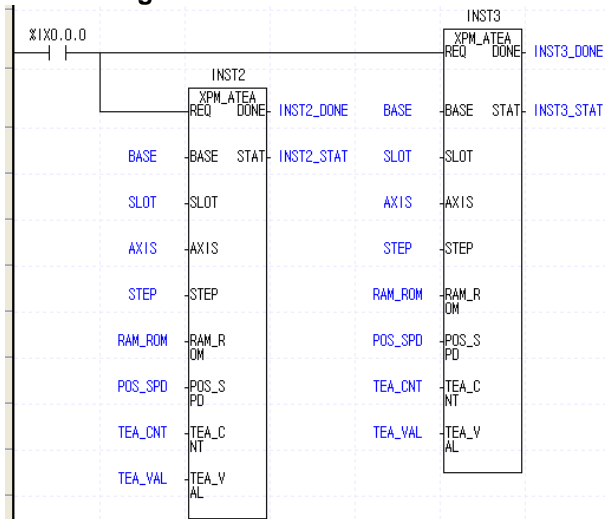 %IX0.0.0
INST3
XPM_ATEA
REQ DONE INST3_DONE
INST2
XPM_ATEA
REQ DONE INST2_DONE
BASE BASE STAT INST3_STAT
BASE BASE STAT INST2_STAT
SLOT SLOT
SLOT SLOT
AXIS AXIS
AXIS AXIS
STEP STEP
STEP STEP
RAM_ROM RAM_R
OM
RAM_ROM RAM_R
OM
POS_SPD POS_S
PD
POS_SPD POS_S
PD
TEA_CNT TEA_C
NT
TEA_CNT TEA_C
NT
TEA_VAL TEA_V
AL
TEA_VAL TEA_V
AL